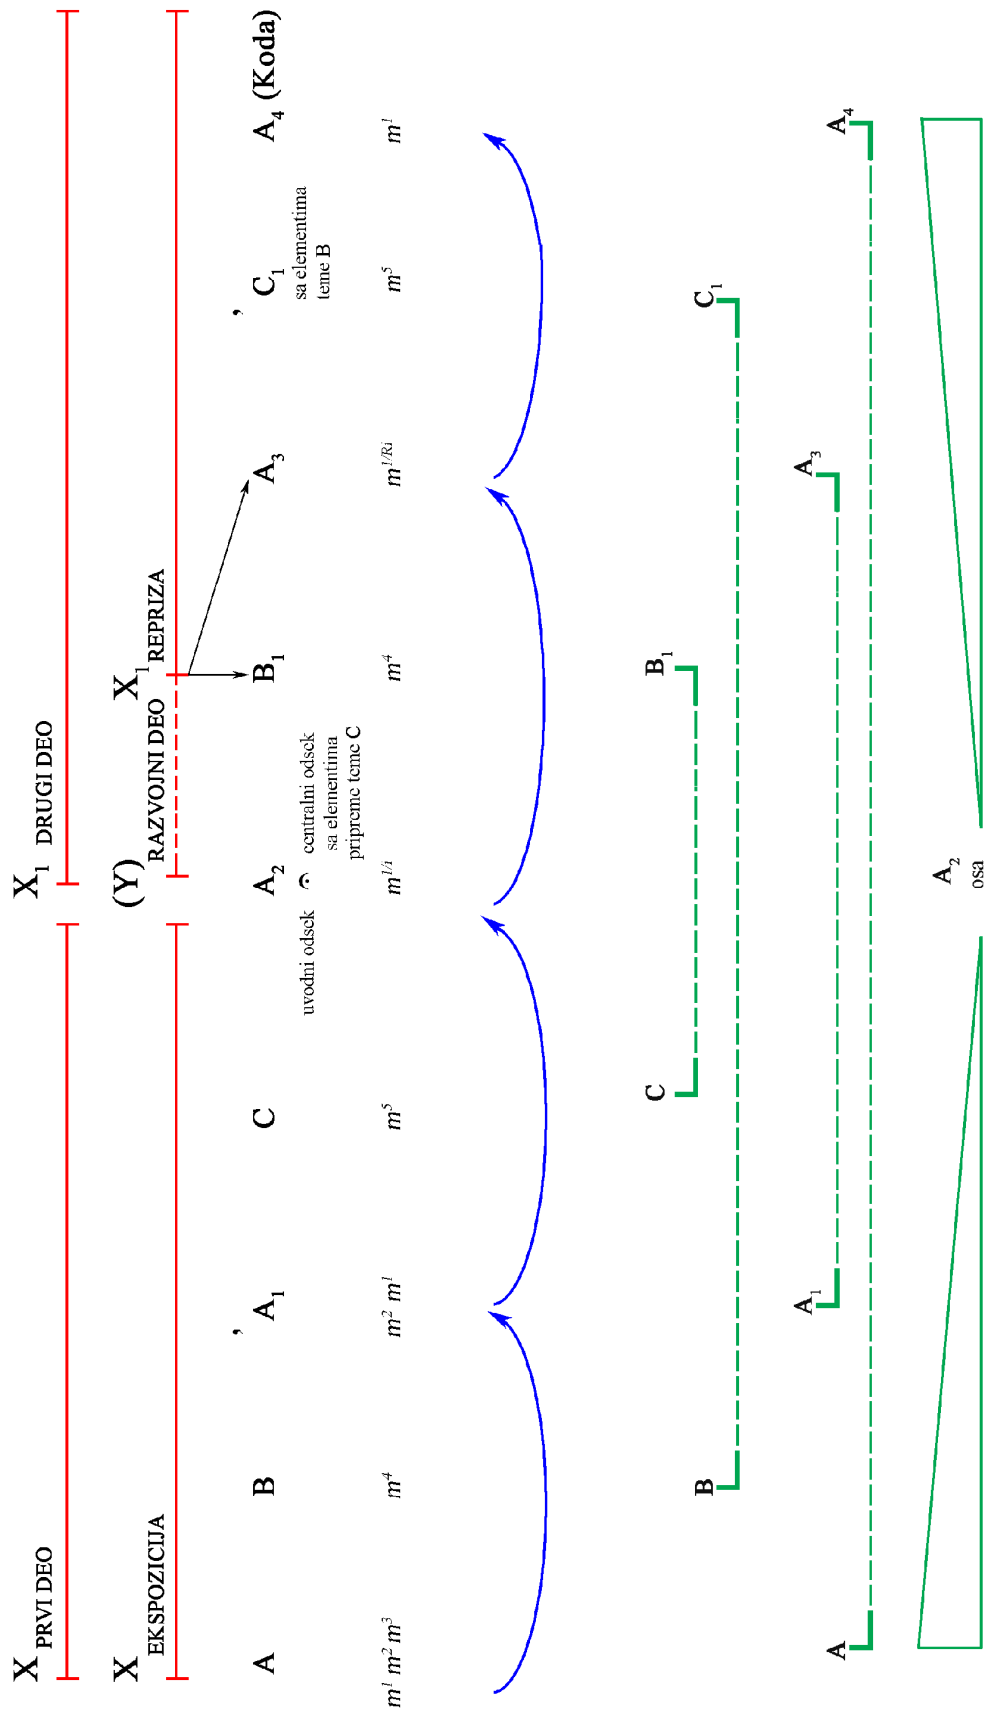 X PRVI DEO
X₁ DRUGI DEO
X EKSPOZICIJA
(Y) RAZVOJNI DEO
X₁ REPRIZA
A B , A₁ C A₂ B₁ A₃ , C₁ A₄ (Koda)
uvodni odsek
centralni odsek
sa elementima
pripreme teme C
sa elementima
teme B
m¹ m² m³ m⁴ m² m¹ m⁵ m¹/ⁱ m⁴ m¹/ᴿⁱ m⁵ m¹
C B₁
B C₁
A₁ A₃
A A₄
A₂
osa